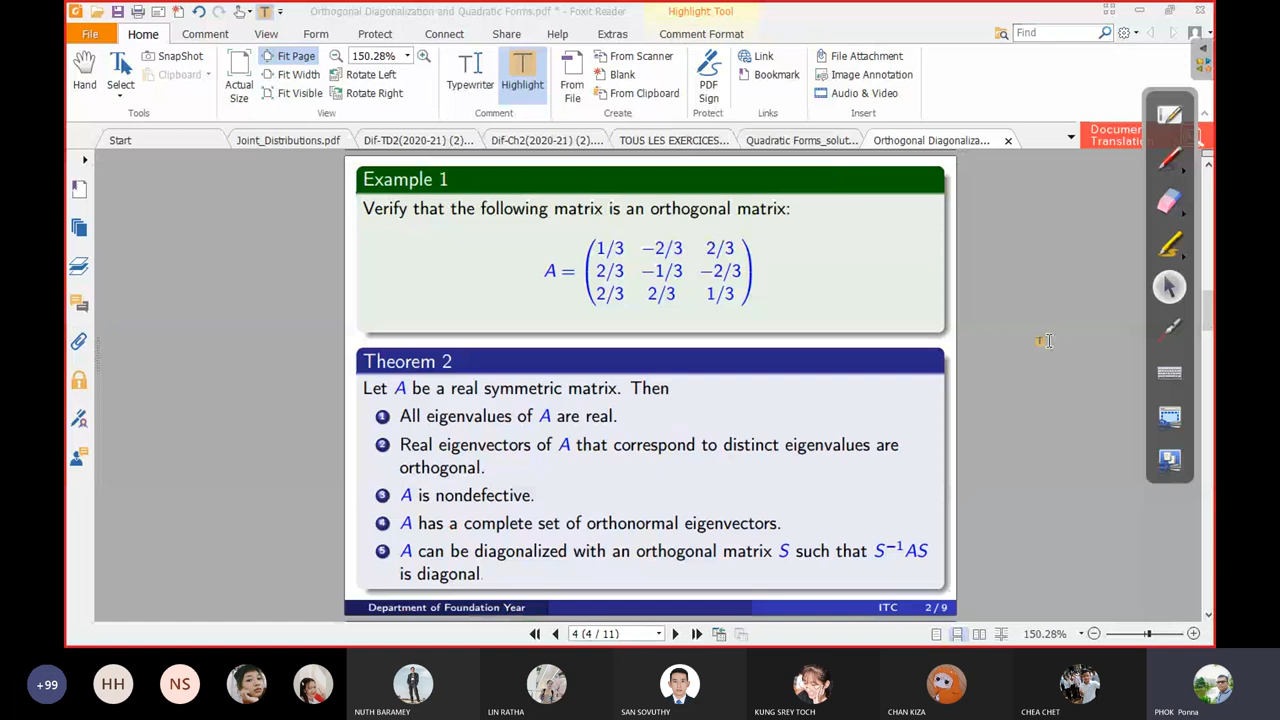 Orthogonal Diagonalization and Quadratic Forms.pdf * - Foxit Reader
Highlight Tool
File Home Comment View Form Protect Connect Share Help Extras Comment Format Find
Hand
Select
SnapShot
Clipboard
Tools
Actual Size
Fit Page
Fit Width
Fit Visible
150.28%
Rotate Left
Rotate Right
View
Typewriter
Highlight
Comment
From File
From Scanner
Blank
From Clipboard
Create
PDF Sign
Protect
Link
Bookmark
Links
File Attachment
Image Annotation
Audio & Video
Insert
Start Joint_Distributions.pdf Dif-TD2(2020-21) (2)... Dif-Ch2(2020-21) (2).... TOUS LES EXERCICES... Quadratic Forms_solut... Orthogonal Diagonaliza...
Documen
Translation
Example 1
Verify that the following matrix is an orthogonal matrix:
1/3 −2/3 2/3
A = 2/3 −1/3 −2/3
2/3 2/3 1/3
Theorem 2
Let A be a real symmetric matrix. Then
1 All eigenvalues of A are real.
2 Real eigenvectors of A that correspond to distinct eigenvalues are
orthogonal.
3 A is nondefective.
4 A has a complete set of orthonormal eigenvectors.
5 A can be diagonalized with an orthogonal matrix S such that S⁻¹AS
is diagonal.
Department of Foundation Year ITC 2 / 9
4 (4 / 11) 150.28%
+99 HH NS
NUTH BARAMEY LIN RATHA SAN SOVUTHY KUNG SREY TOCH CHAN KIZA CHEA CHET PHOK Ponna